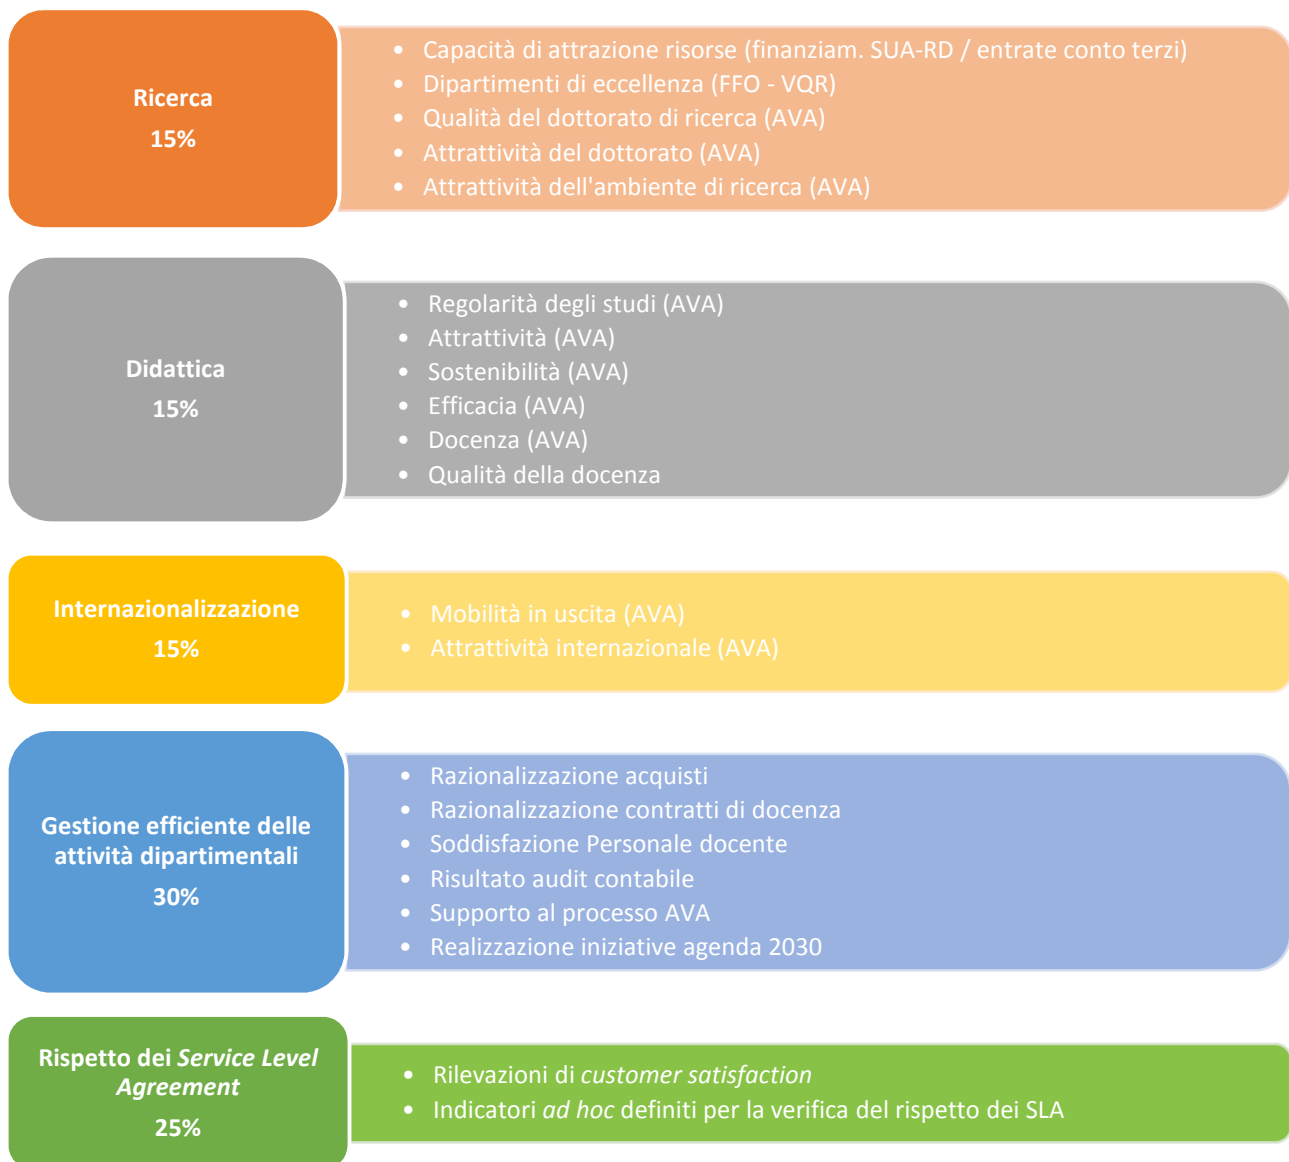 Ricerca
15%
• Capacità di attrazione risorse (finanziam. SUA-RD / entrate conto terzi)
• Dipartimenti di eccellenza (FFO - VQR)
• Qualità del dottorato di ricerca (AVA)
• Attrattività del dottorato (AVA)
• Attrattività dell'ambiente di ricerca (AVA)
Didattica
15%
• Regolarità degli studi (AVA)
• Attrattività (AVA)
• Sostenibilità (AVA)
• Efficacia (AVA)
• Docenza (AVA)
• Qualità della docenza
Internazionalizzazione
15%
• Mobilità in uscita (AVA)
• Attrattività internazionale (AVA)
Gestione efficiente delle
attività dipartimentali
30%
• Razionalizzazione acquisti
• Razionalizzazione contratti di docenza
• Soddisfazione Personale docente
• Risultato audit contabile
• Supporto al processo AVA
• Realizzazione iniziative agenda 2030
Rispetto dei Service Level
Agreement
25%
• Rilevazioni di customer satisfaction
• Indicatori ad hoc definiti per la verifica del rispetto dei SLA